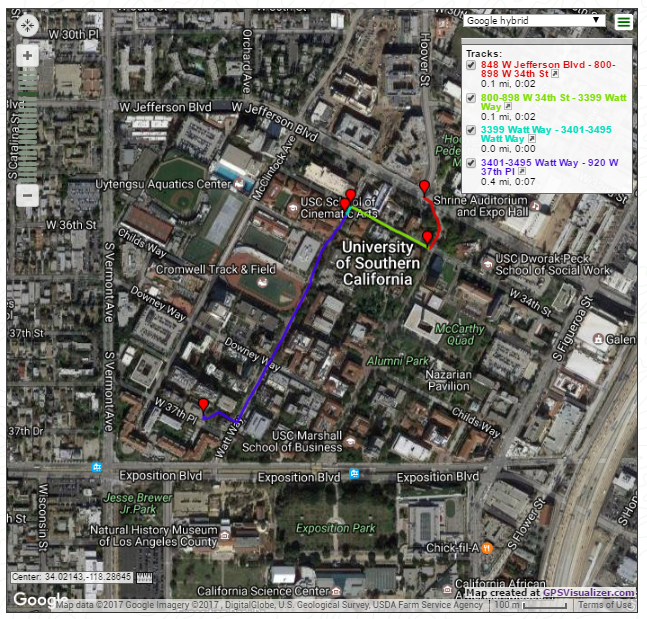 W 30th Pl
Orchard Ave
Hoover St
Google hybrid
Tracks:
848 W Jefferson Blvd - 800-
898 W 34th St
0.1 mi, 0:02
800-898 W 34th St - 3399 Watt
Way
0.1 mi, 0:02
3399 Watt Way - 3401-3495
Watt Way
0.0 mi, 0:00
3401-3495 Watt Way - 920 W
37th Pl
0.4 mi, 0:07
W Jefferson Blvd
W Jefferson Blvd
S Catalina St
McClintock Ave
Uytengsu Aquatics Center
USC School of
Cinematic Arts
Shrine Auditorium
and Expo Hall
W 36th St
Childs Way
S Vermont Ave
University
of Southern
California
USC Dworak-Peck
School of Social Work
Cromwell Track & Field
Downey Way
W 34th St
S Figueroa St
37th St
McCarthy
Quad
Galen
Downey Way
Alumni Park
S Vermont Ave
Nazarian
Pavilion
W 37th Pl
Watt Way
Childs Way
37th Dr
USC Marshall
School of Business
Exposition Blvd
Exposition Blvd
Exposition Blvd
Wisconsin St
Jesse Brewer
Jr.Park
S Flower St
Natural History Museum
of Los Angeles County
Exposition Park
Chick-fil-A
Center: 34.02143,-118.28645
California Science Center
California African
American
Map created at GPSVisualizer.com
Google
Map data ©2017 Google Imagery ©2017 , DigitalGlobe, U.S. Geological Survey, USDA Farm Service Agency
100 m
Terms of Use